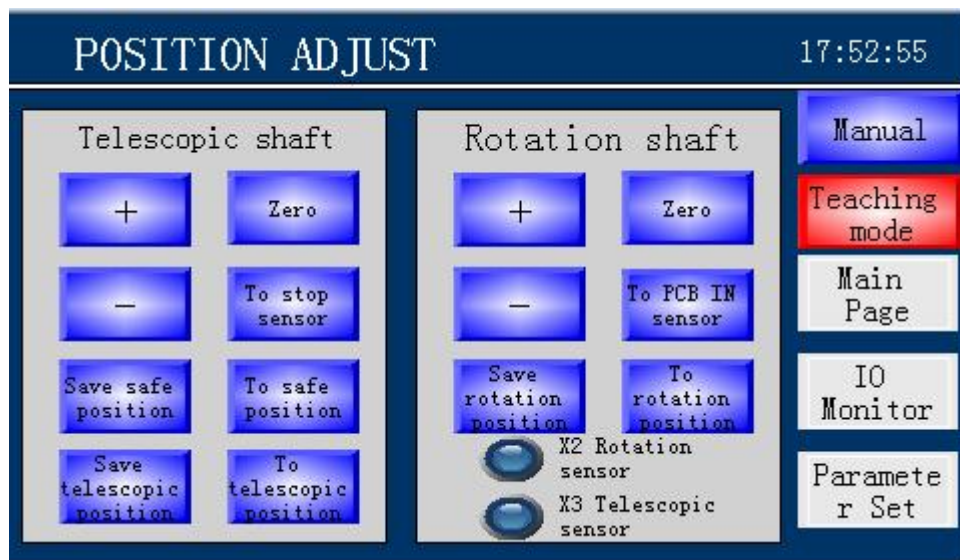 POSITION ADJUST
17:52:55
Telescopic shaft
+
Zero
−
To stop
sensor
Save safe
position
To safe
position
Save
telescopic
position
To
telescopic
position
Rotation shaft
+
Zero
−
To PCB IN
sensor
Save
rotation
position
To
rotation
position
X2 Rotation
sensor
X3 Telescopic
sensor
Manual
Teaching
mode
Main
Page
IO
Monitor
Paramete
r Set